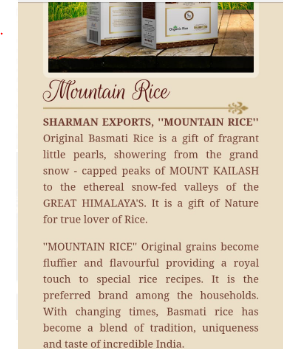 Mountain Rice
SHARMAN EXPORTS, "MOUNTAIN RICE"
Original Basmati Rice is a gift of fragrant
little pearls, showering from the grand
snow - capped peaks of MOUNT KAILASH
to the ethereal snow-fed valleys of the
GREAT HIMALAYA'S. It is a gift of Nature
for true lover of Rice.
"MOUNTAIN RICE" Original grains become
fluffier and flavourful providing a royal
touch to special rice recipes. It is the
preferred brand among the households.
With changing times, Basmati rice has
become a blend of tradition, uniqueness
and taste of incredible India.